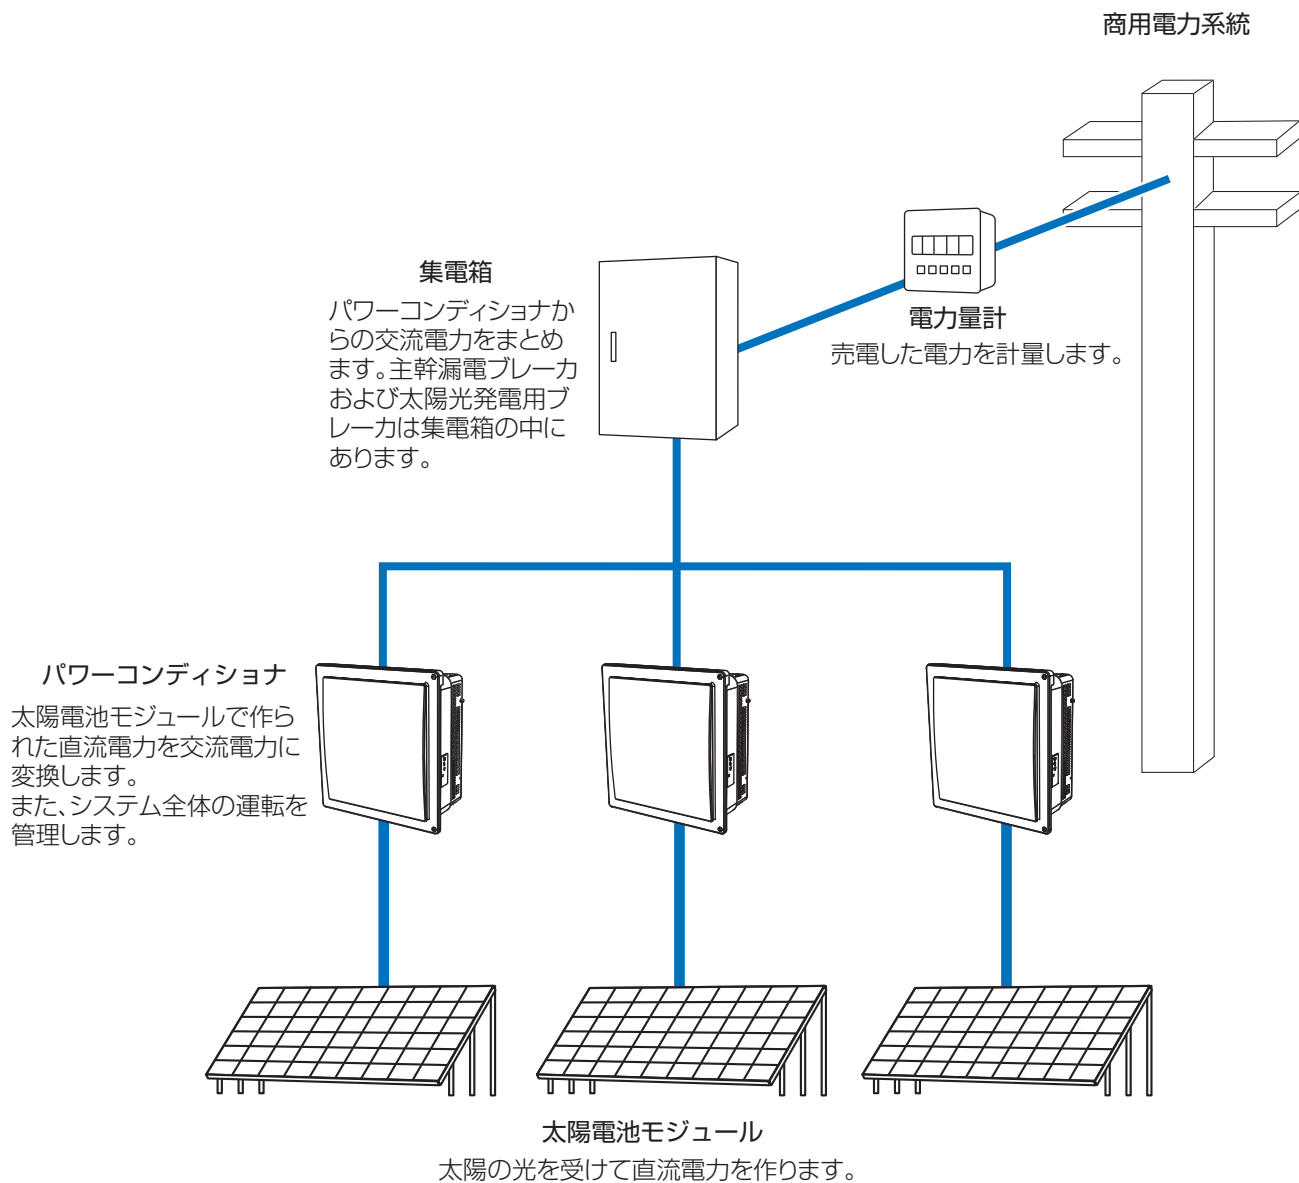 商用電力系統
集電箱
パワーコンディショナか
らの交流電力をまとめ
ます。主幹漏電ブレーカ
および太陽光発電用ブ
レーカは集電箱の中に
あります。
電力量計
売電した電力を計量します。
パワーコンディショナ
太陽電池モジュールで作ら
れた直流電力を交流電力に
変換します。
また、システム全体の運転を
管理します。
太陽電池モジュール
太陽の光を受けて直流電力を作ります。